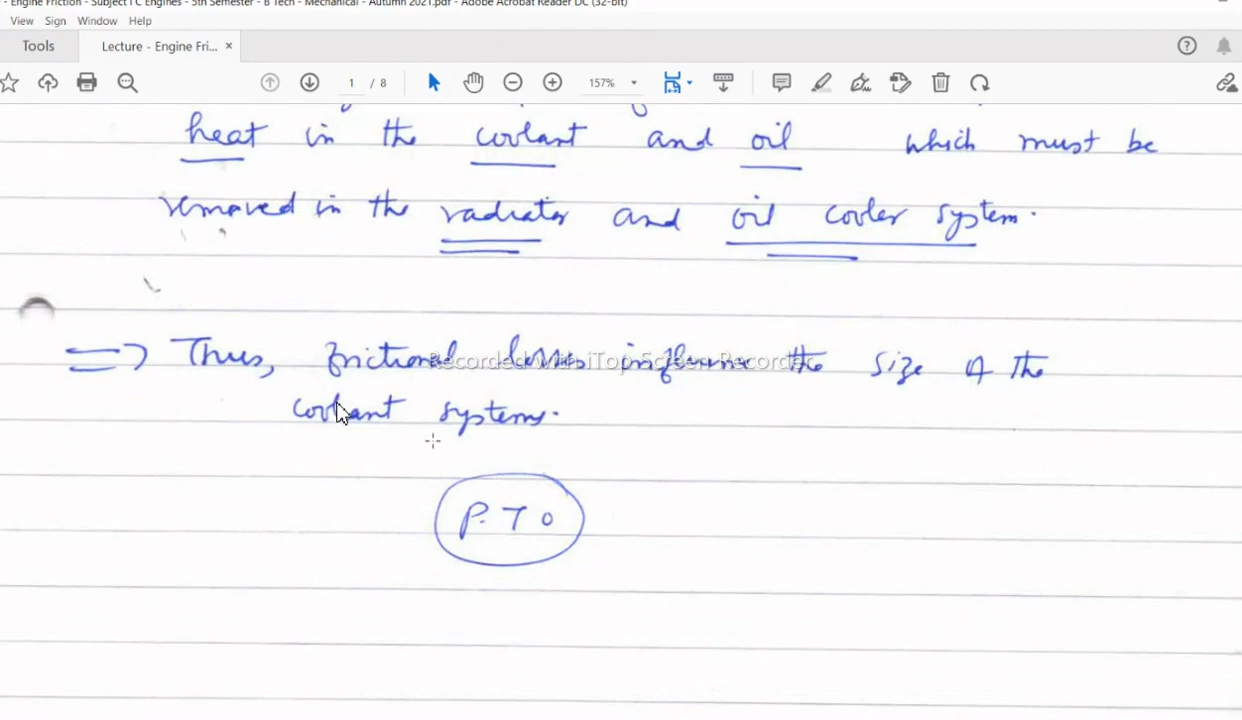 - Engine Friction - Subject I C Engines - 5th Semester - B Tech - Mechanical - Autumn 2021.pdf - Adobe Acrobat Reader DC (32-bit)
View Sign Window Help
Tools Lecture - Engine Fri... ×
1 / 8 157%
heat in the coolant and oil which must be
removed in the radiator and oil cooler system.
=> Thus, frictional loss influence the size of the
Recorded with iTop Screen Recorder
coolant systems.
P.T O